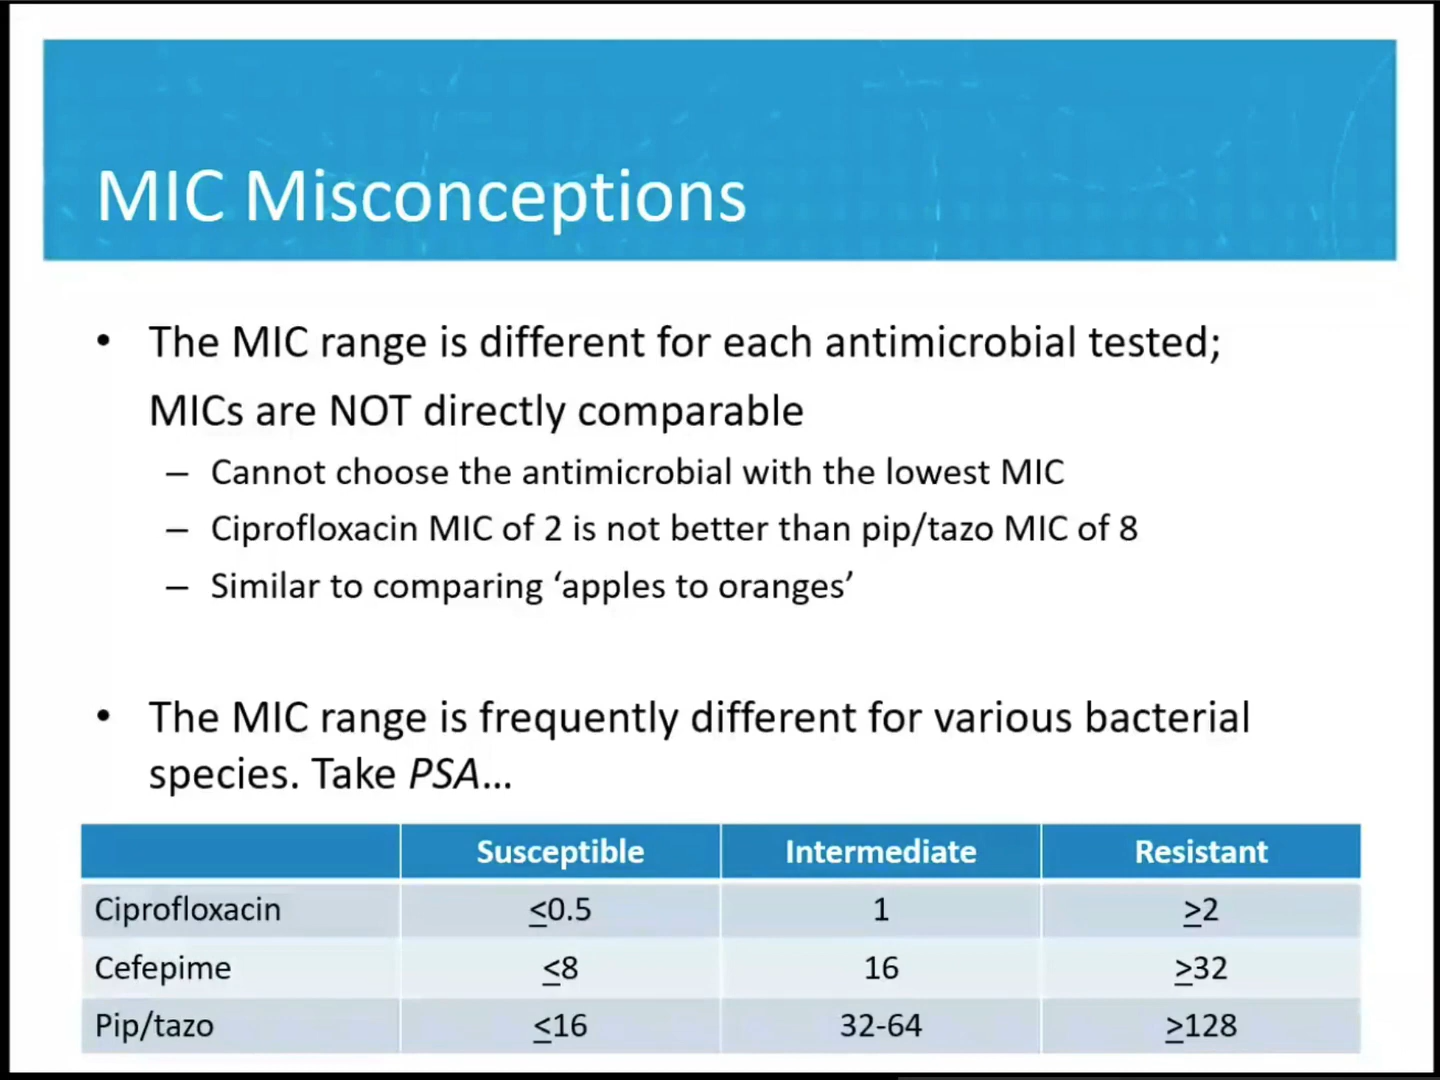 MIC Misconceptions
• The MIC range is different for each antimicrobial tested;
MICs are NOT directly comparable
– Cannot choose the antimicrobial with the lowest MIC
– Ciprofloxacin MIC of 2 is not better than pip/tazo MIC of 8
– Similar to comparing ‘apples to oranges’
• The MIC range is frequently different for various bacterial
species. Take PSA…
Susceptible Intermediate Resistant
Ciprofloxacin ≤0.5 1 ≥2
Cefepime ≤8 16 ≥32
Pip/tazo ≤16 32-64 ≥128